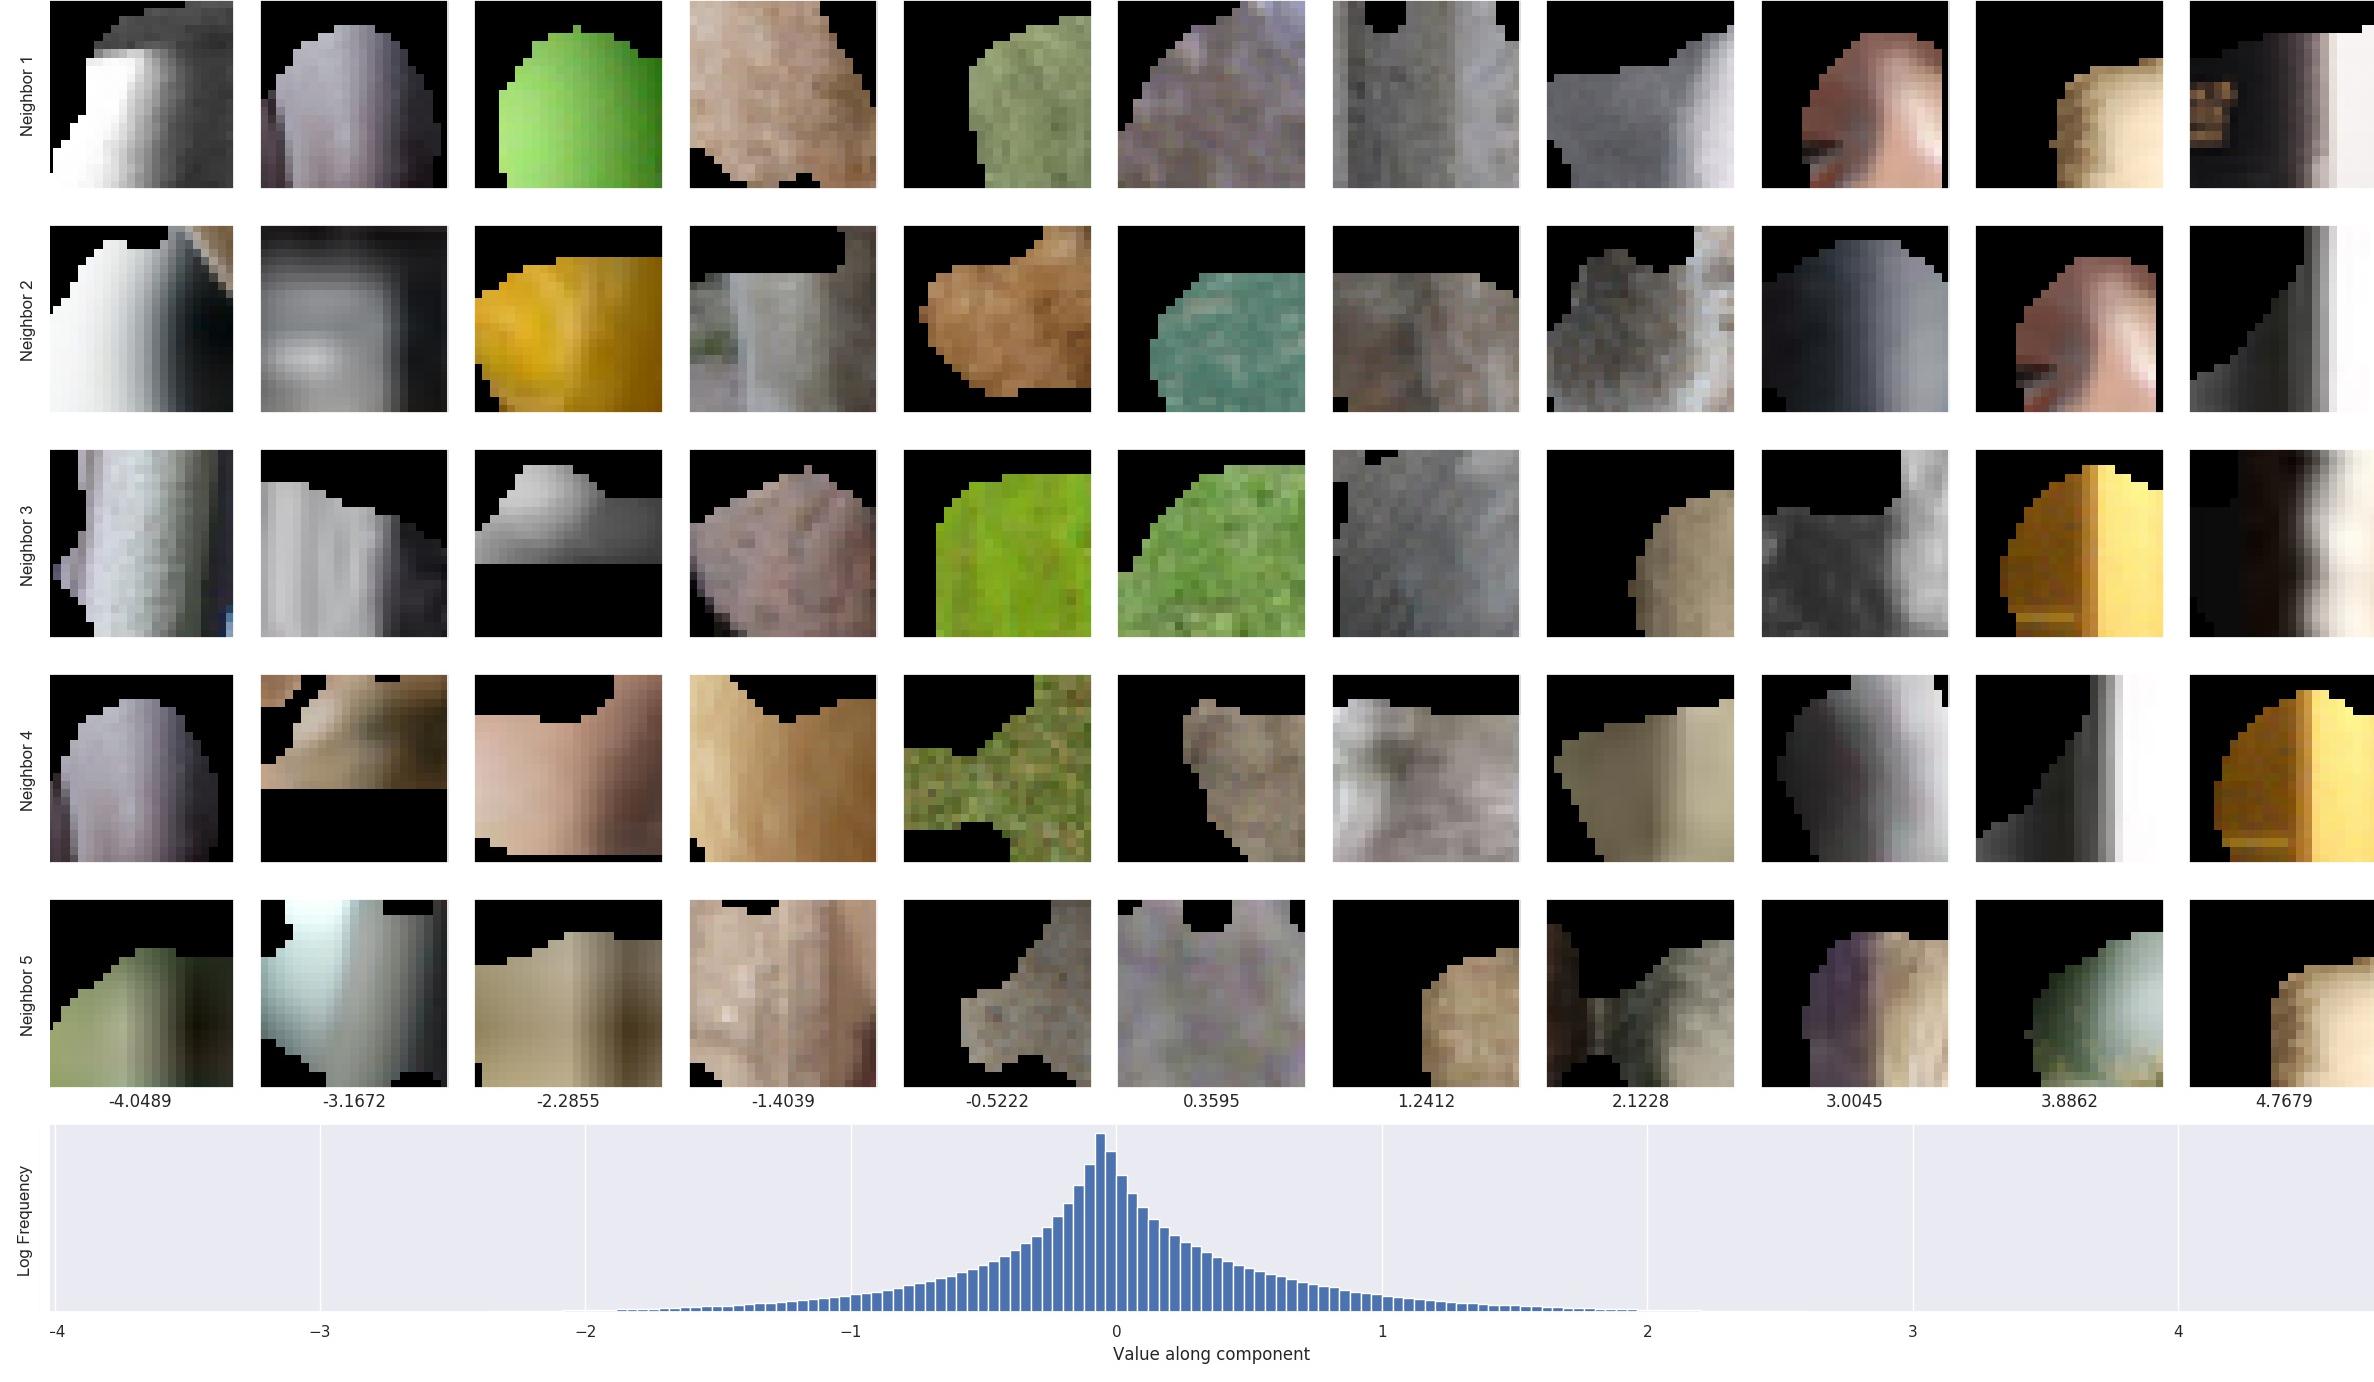 Neighbor 1
Neighbor 2
Neighbor 3
Neighbor 4
Neighbor 5
-4.0489 -3.1672 -2.2855 -1.4039 -0.5222 0.3595 1.2412 2.1228 3.0045 3.8862 4.7679
Log Frequency
−4 −3 −2 −1 0 1 2 3 4
Value along component